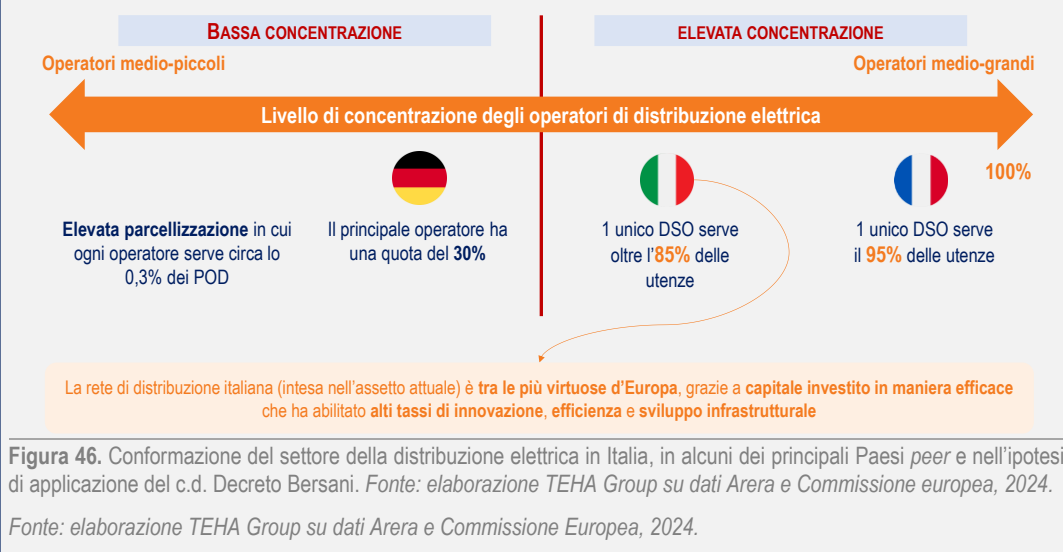 BASSA CONCENTRAZIONE
ELEVATA CONCENTRAZIONE
Operatori medio-piccoli
Operatori medio-grandi
Livello di concentrazione degli operatori di distribuzione elettrica
100%
Elevata parcellizzazione in cui
ogni operatore serve circa lo
0,3% dei POD
Il principale operatore ha
una quota del 30%
1 unico DSO serve
oltre l'85% delle
utenze
1 unico DSO serve
il 95% delle utenze
La rete di distribuzione italiana (intesa nell'assetto attuale) è tra le più virtuose d'Europa, grazie a capitale investito in maniera efficace
che ha abilitato alti tassi di innovazione, efficienza e sviluppo infrastrutturale
Figura 46. Conformazione del settore della distribuzione elettrica in Italia, in alcuni dei principali Paesi peer e nell'ipotesi
di applicazione del c.d. Decreto Bersani. Fonte: elaborazione TEHA Group su dati Arera e Commissione europea, 2024.
Fonte: elaborazione TEHA Group su dati Arera e Commissione Europea, 2024.